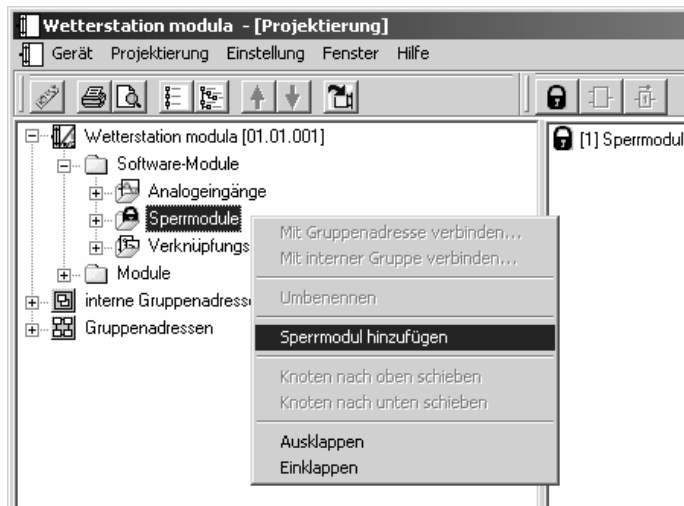 Wetterstation modula - [Projektierung]
Gerät Projektierung Einstellung Fenster Hilfe
Wetterstation modula [01.01.001]
[1] Sperrmodul
Software-Module
Analogeingänge
Sperrmodule
Verknüpfungs
Module
interne Gruppenadresse
Gruppenadressen
Mit Gruppenadresse verbinden...
Mit interner Gruppe verbinden...
Umbenennen
Sperrmodul hinzufügen
Knoten nach oben schieben
Knoten nach unten schieben
Ausklappen
Einklappen